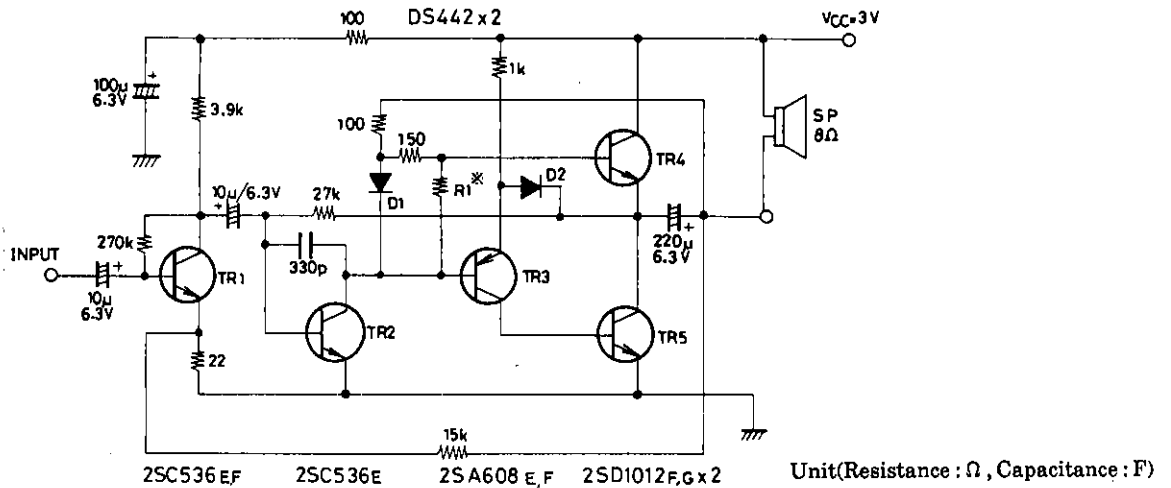 100
DS442 x 2
VCC=3V
100μ
6.3V
3.9k
1k
SP
8Ω
100
150
TR4
10μ/6.3V
27k
D1
R1※
D2
270k
INPUT
330p
220μ
6.3V
TR1
TR3
10μ
6.3V
TR2
TR5
22
15k
2SC536 E,F
2SC536E
2SA608 E,F
2SD1012F,G x 2
Unit(Resistance : Ω , Capacitance : F)